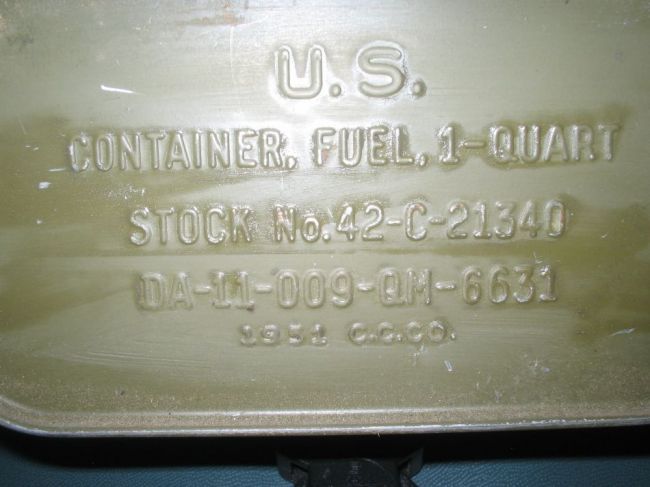 U.S.
CONTAINER, FUEL, 1-QUART
STOCK No. 42-C-21340
DA-11-009-QM-6631
1951 C.C.CO.